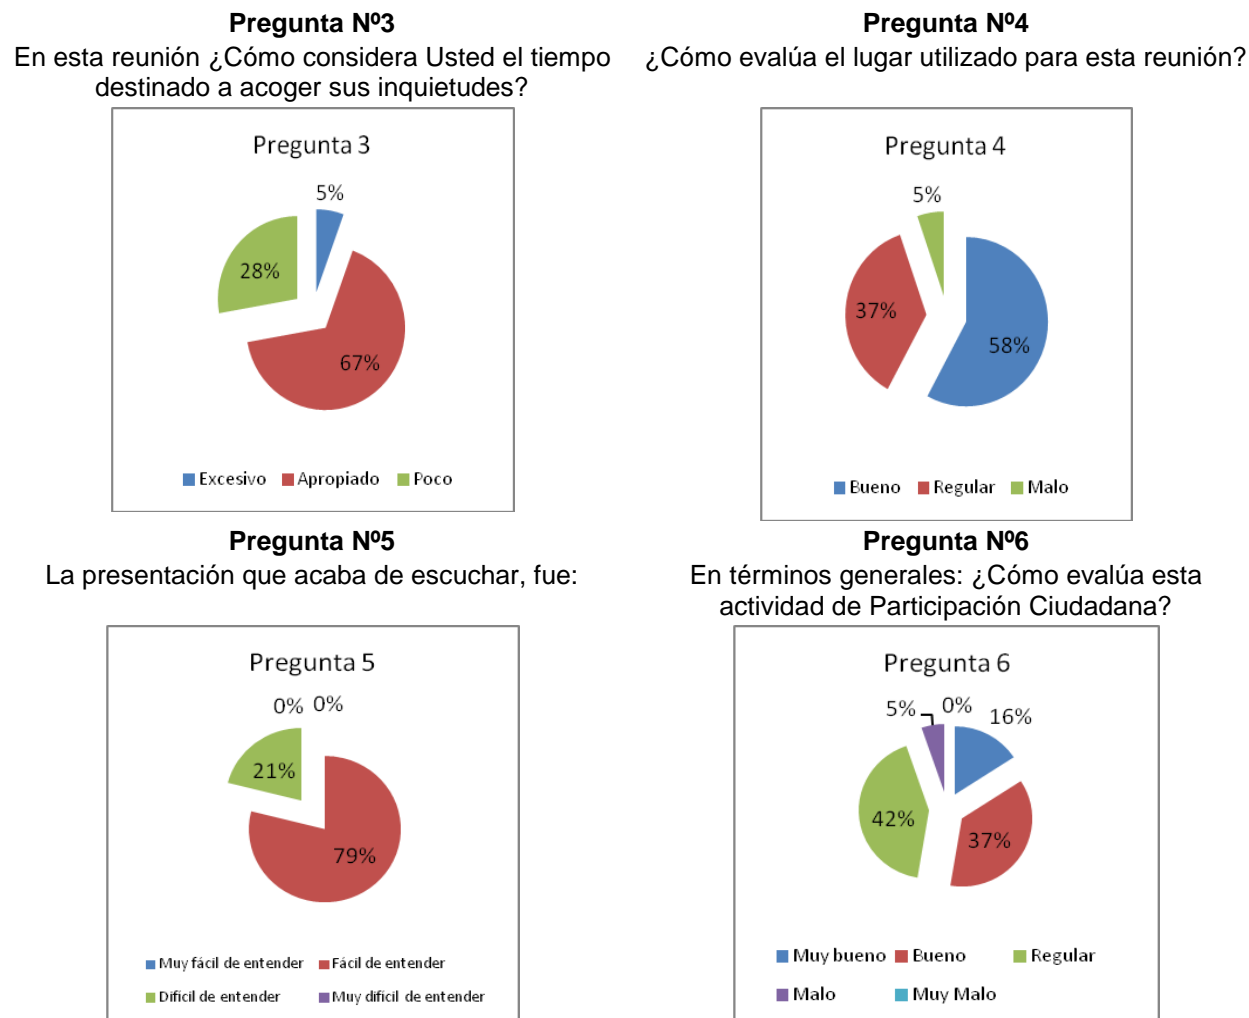 Pregunta Nº3
En esta reunión ¿Cómo considera Usted el tiempo
destinado a acoger sus inquietudes?
Pregunta 3
5%
28%
67%
Excesivo Apropiado Poco
Pregunta Nº4
¿Cómo evalúa el lugar utilizado para esta reunión?
Pregunta 4
5%
37%
58%
Bueno Regular Malo
Pregunta Nº5
La presentación que acaba de escuchar, fue:
Pregunta 5
0% 0%
21%
79%
Muy fácil de entender Fácil de entender
Difícil de entender Muy difícil de entender
Pregunta Nº6
En términos generales: ¿Cómo evalúa esta
actividad de Participación Ciudadana?
Pregunta 6
5% 0%
16%
42%
37%
Muy bueno Bueno Regular
Malo Muy Malo